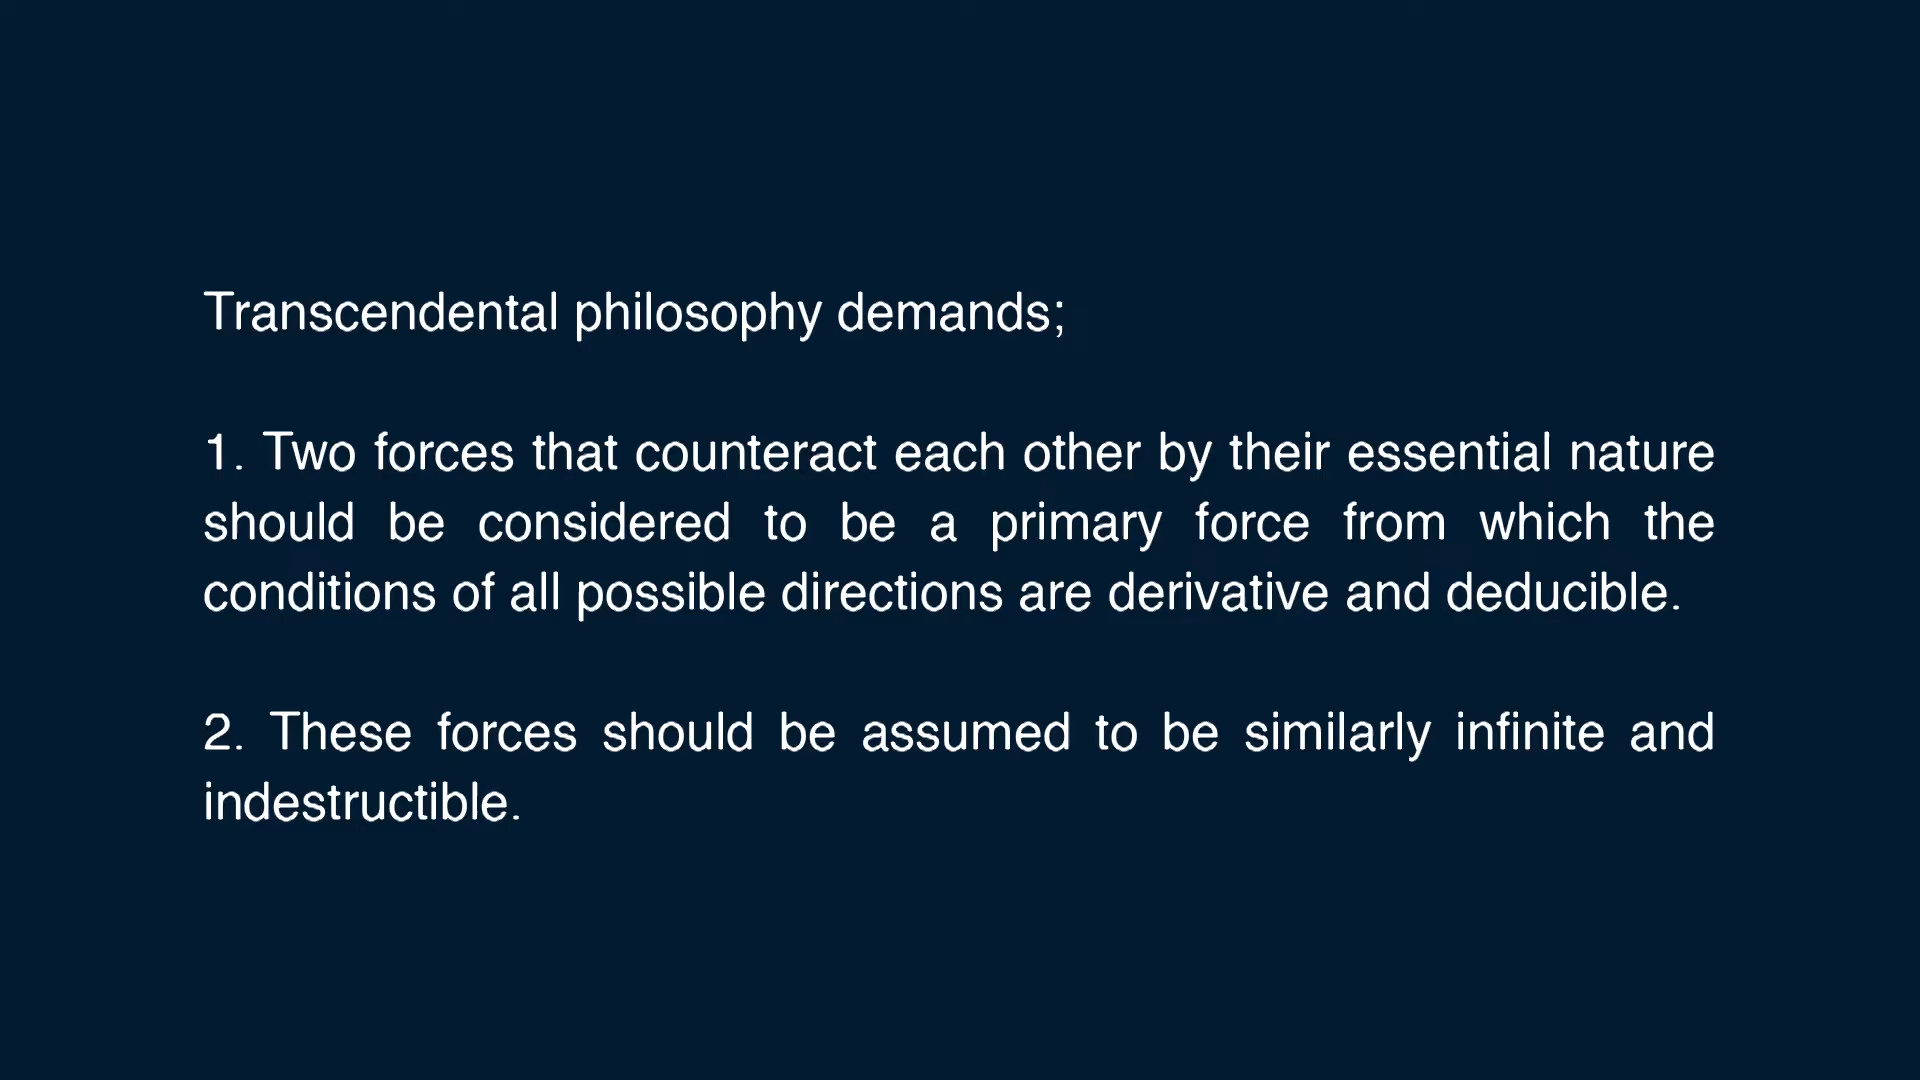 Transcendental philosophy demands;
1. Two forces that counteract each other by their essential nature
should be considered to be a primary force from which the
conditions of all possible directions are derivative and deducible.
2. These forces should be assumed to be similarly infinite and
indestructible.